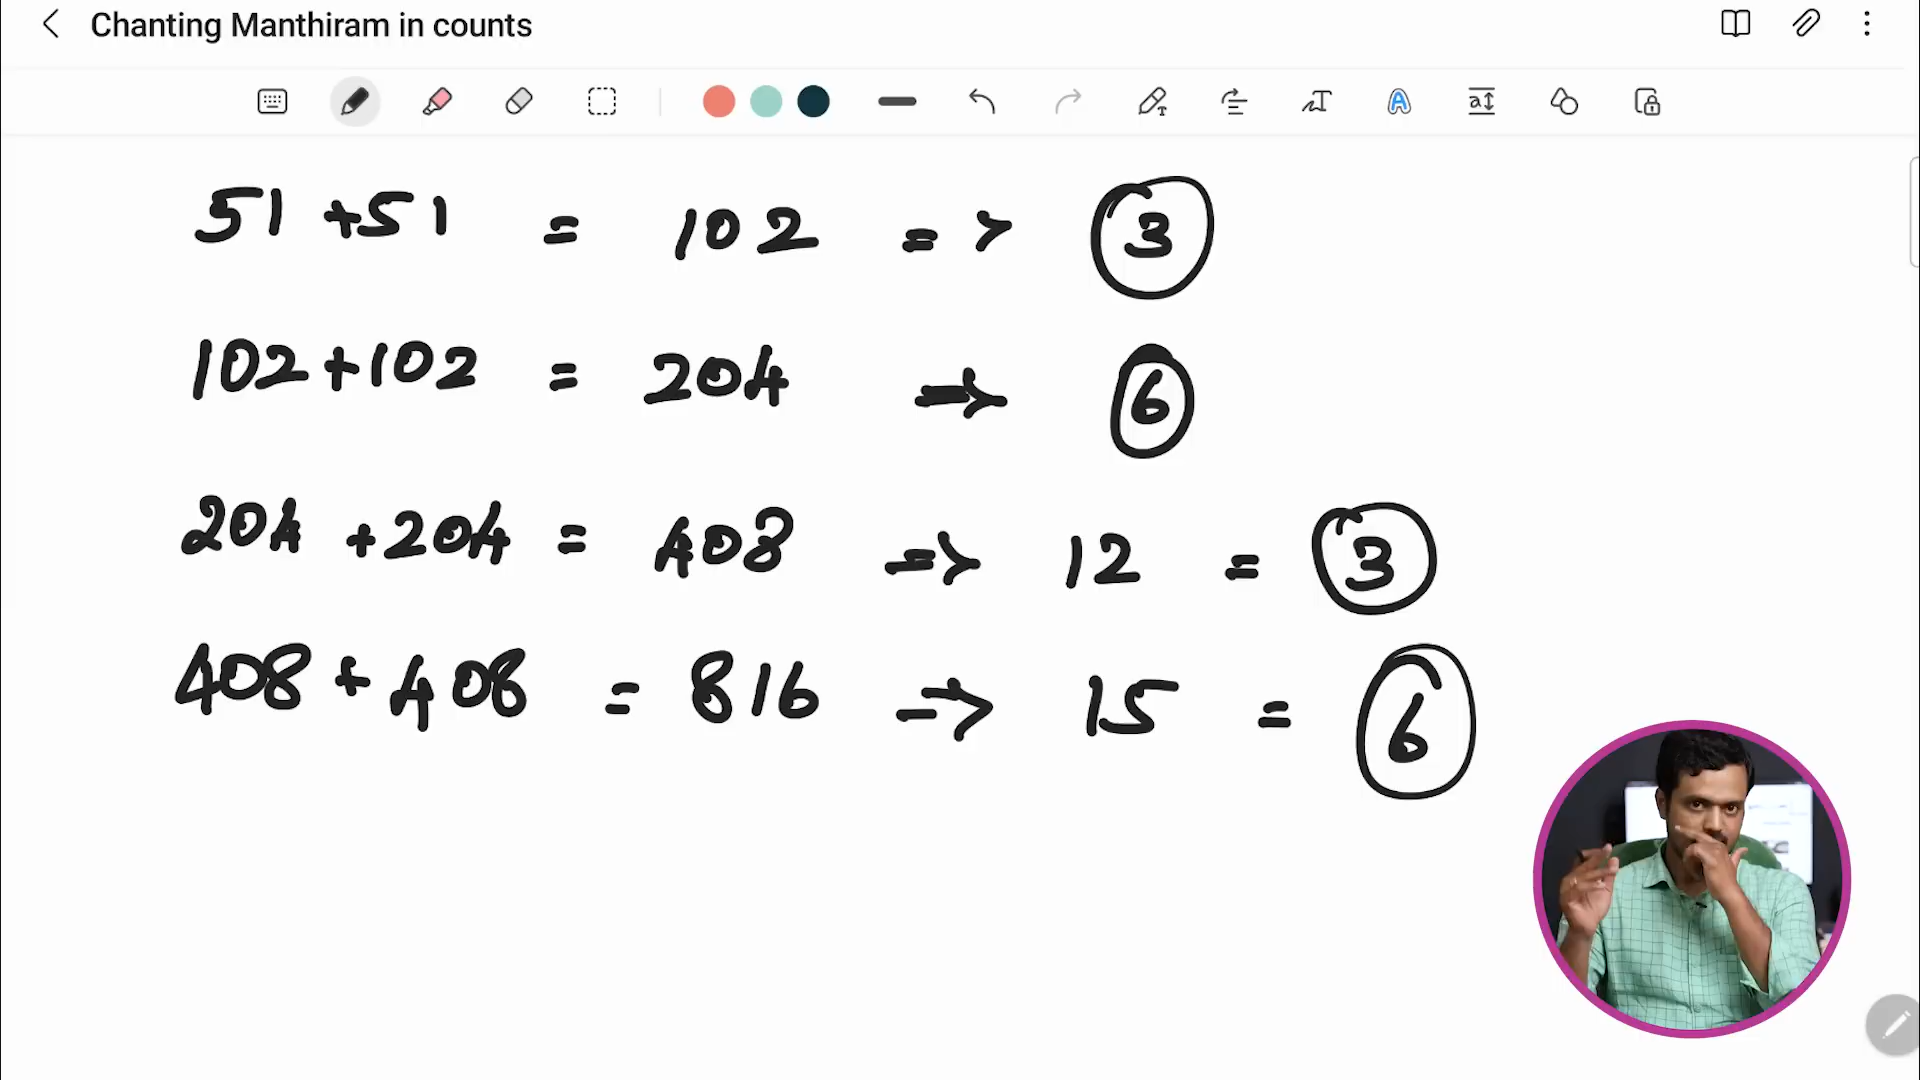 Chanting Manthiram in counts
51 + 51 = 102 => 3
102 + 102 = 204 => 6
204 + 204 = 408 => 12 = 3
408 + 408 = 816 => 15 = 6